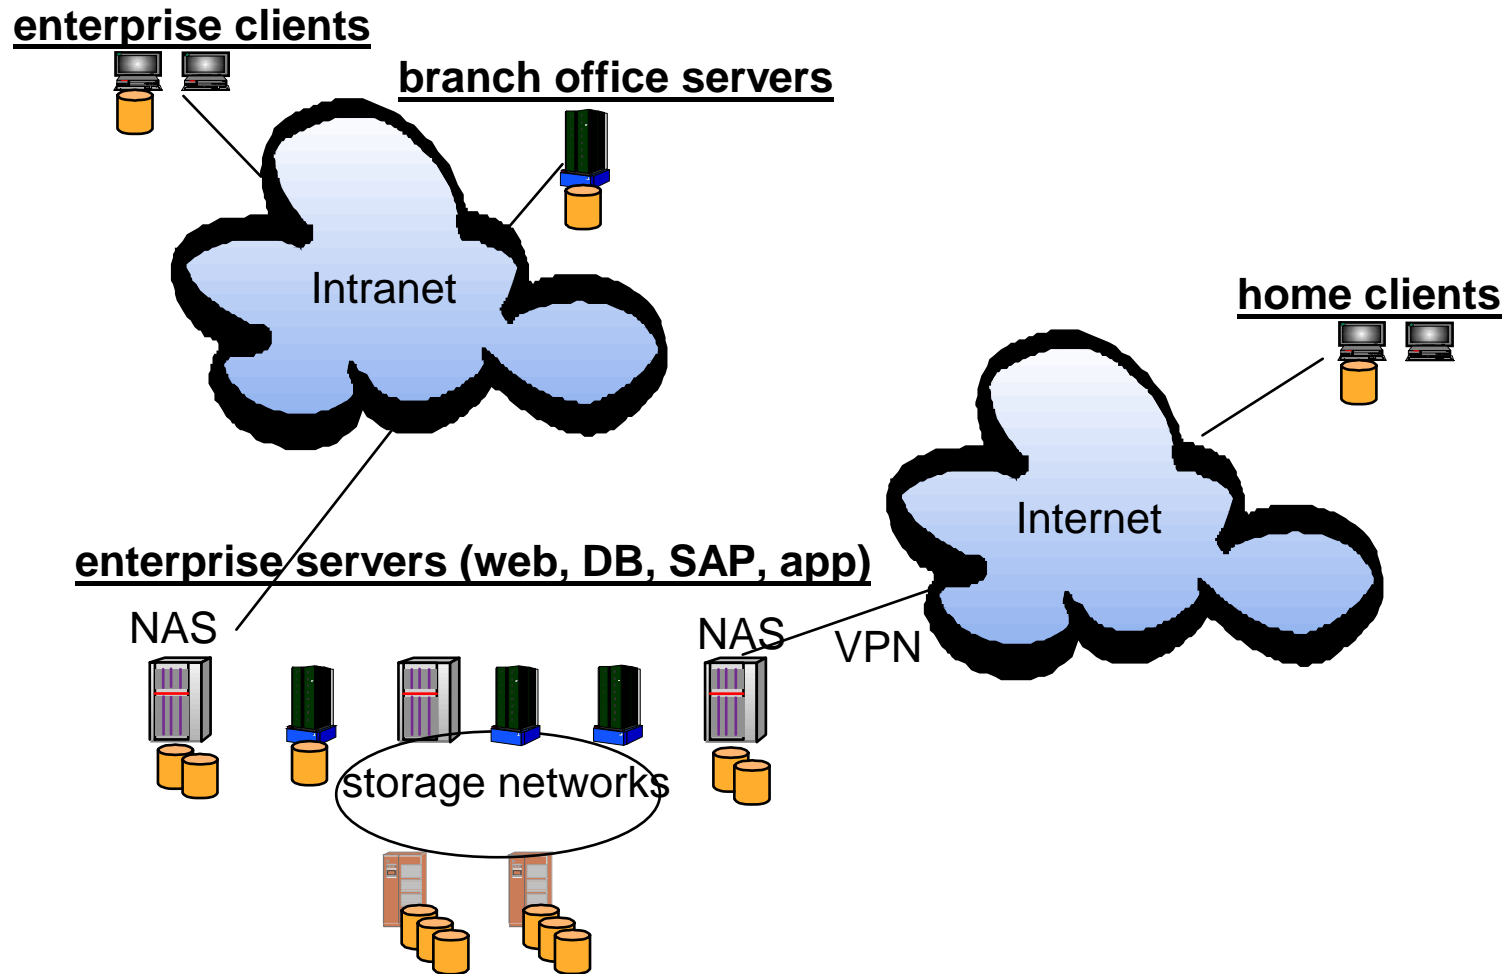 enterprise clients
branch office servers
Intranet
home clients
Internet
enterprise servers (web, DB, SAP, app)
NAS
NAS
VPN
storage networks